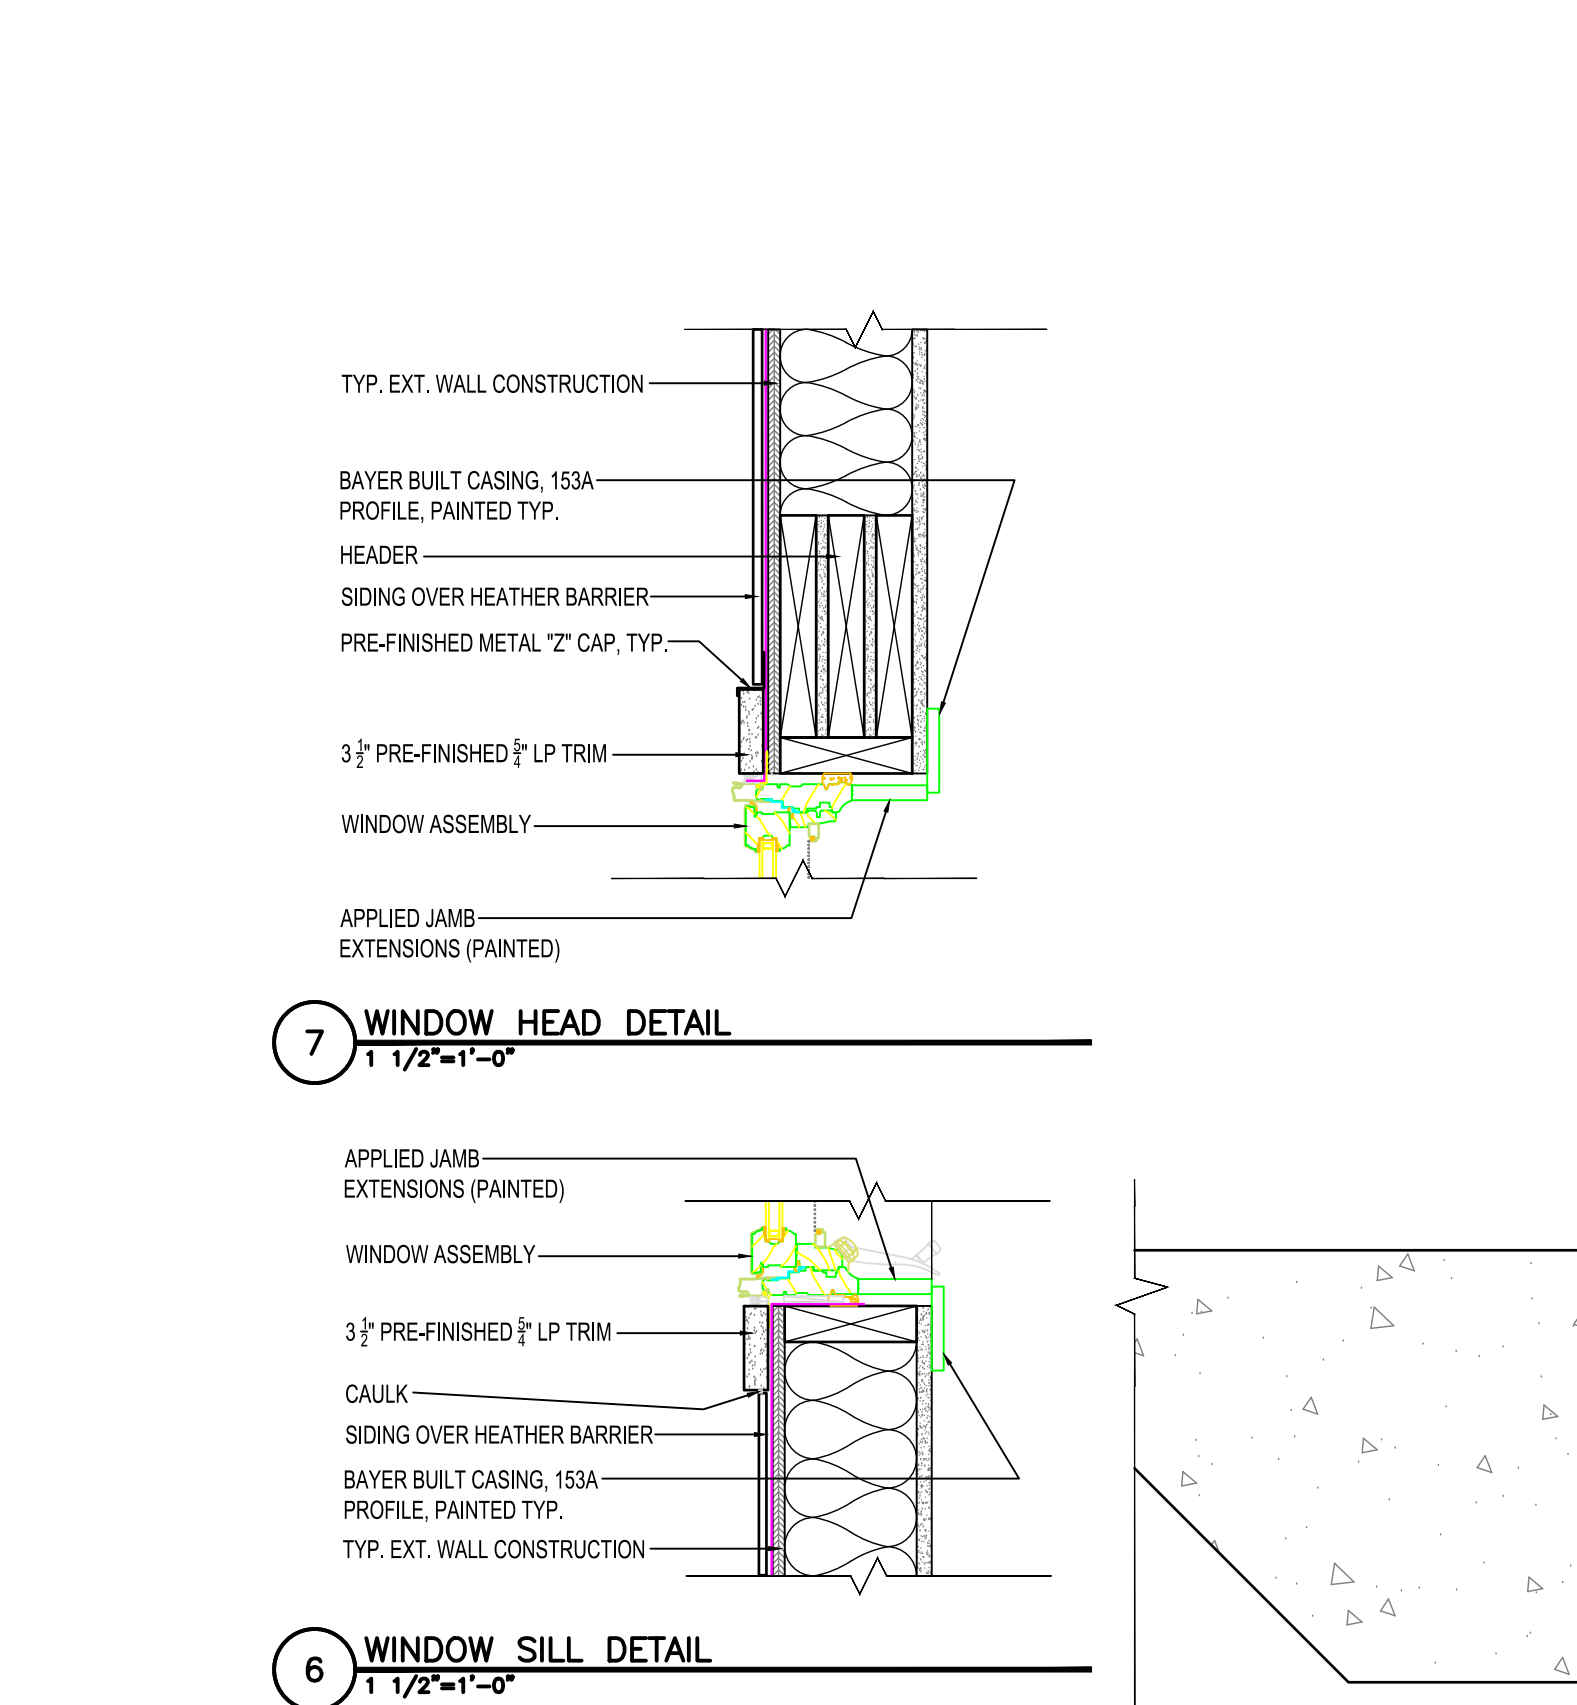 TYP. EXT. WALL CONSTRUCTION
BAYER BUILT CASING, 153A
PROFILE, PAINTED TYP.
HEADER
SIDING OVER HEATHER BARRIER
PRE-FINISHED METAL "Z" CAP, TYP.
3 1/2" PRE-FINISHED 5/4" LP TRIM
WINDOW ASSEMBLY
APPLIED JAMB
EXTENSIONS (PAINTED)
7 WINDOW HEAD DETAIL
1 1/2"=1'-0"
APPLIED JAMB
EXTENSIONS (PAINTED)
WINDOW ASSEMBLY
3 1/2" PRE-FINISHED 5/4" LP TRIM
CAULK
SIDING OVER HEATHER BARRIER
BAYER BUILT CASING, 153A
PROFILE, PAINTED TYP.
TYP. EXT. WALL CONSTRUCTION
6 WINDOW SILL DETAIL
1 1/2"=1'-0"